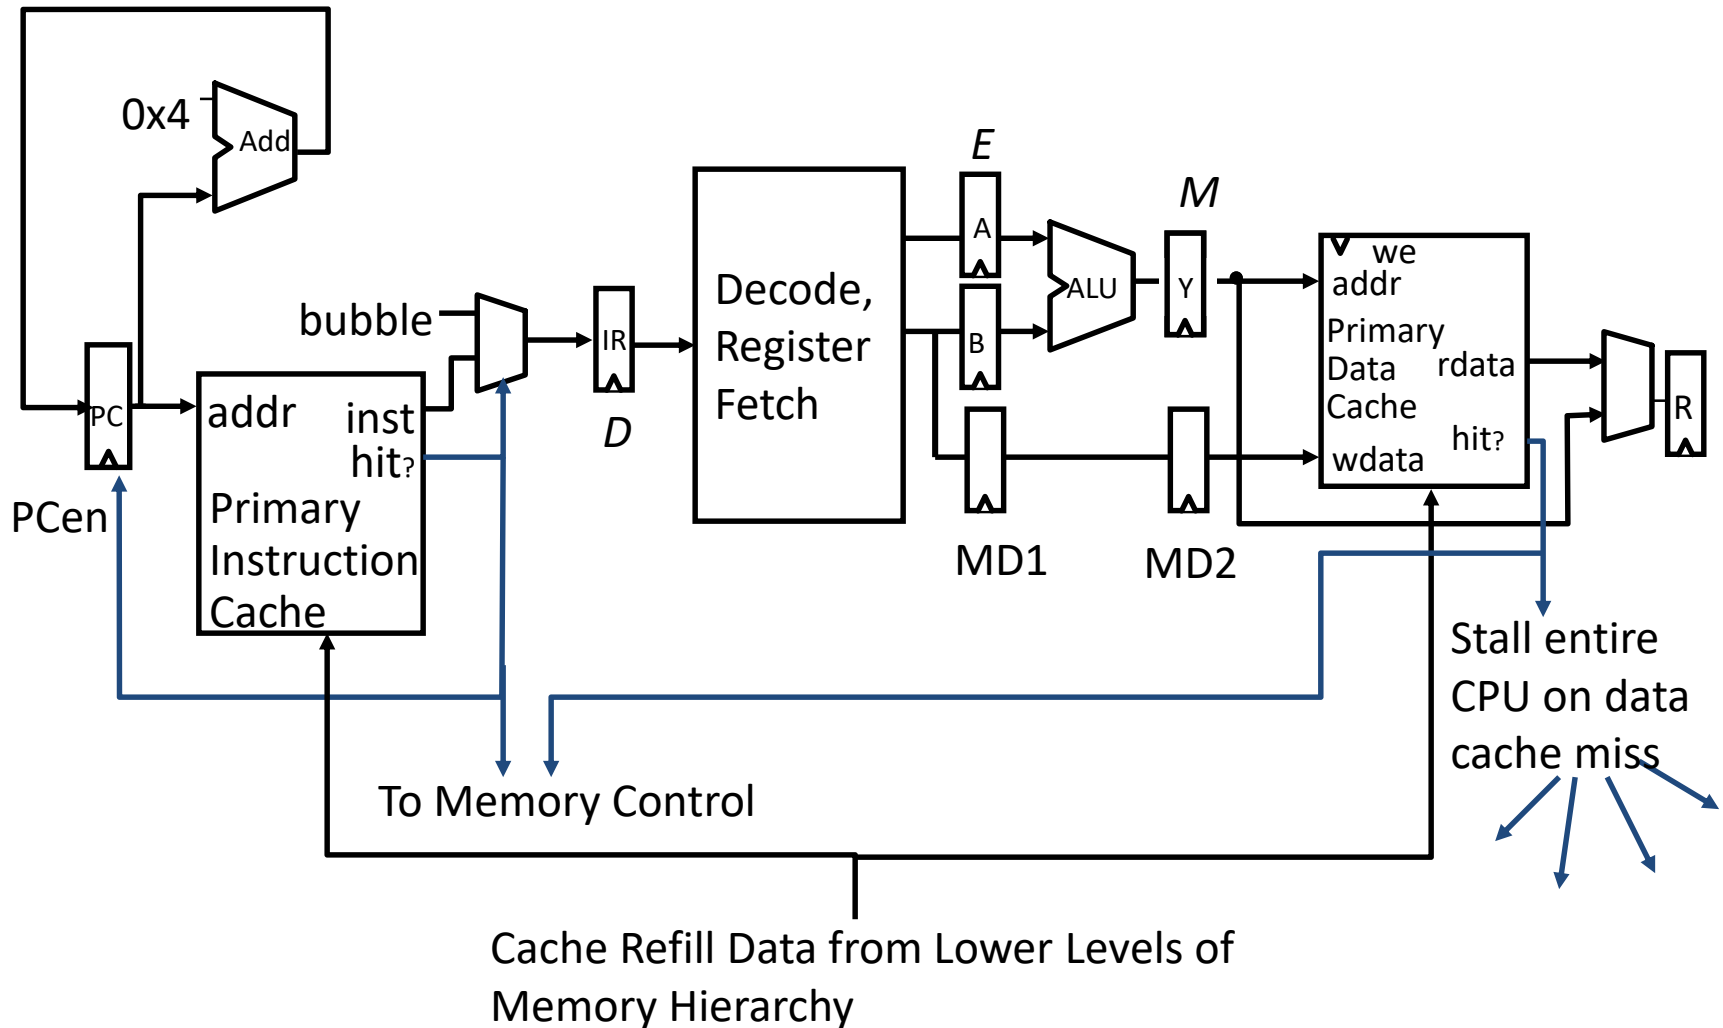 0x4
Add
E
M
A
we
addr
Decode,
ALU
Y
bubble
Primary
IR
Register
B
rdata
Data
Fetch
Cache
PC
addr
inst
R
D
hit?
hit?
wdata
PCen
Primary
Instruction
Cache
MD1
MD2
Stall entire
CPU on data
cache miss
To Memory Control
Cache Refill Data from Lower Levels of
Memory Hierarchy